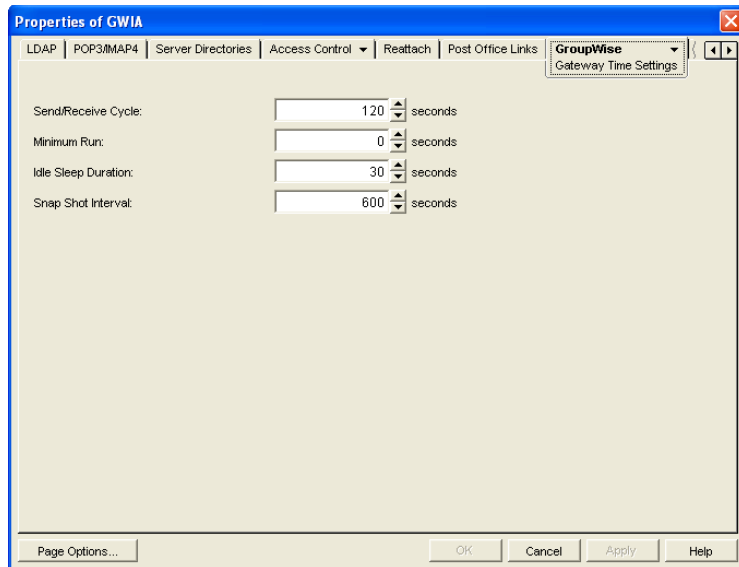 Properties of GWIA
LDAP POP3/IMAP4 Server Directories Access Control Reattach Post Office Links GroupWise
Gateway Time Settings
Send/Receive Cycle: 120 seconds
Minimum Run: 0 seconds
Idle Sleep Duration: 30 seconds
Snap Shot Interval: 600 seconds
Page Options... OK Cancel Apply Help